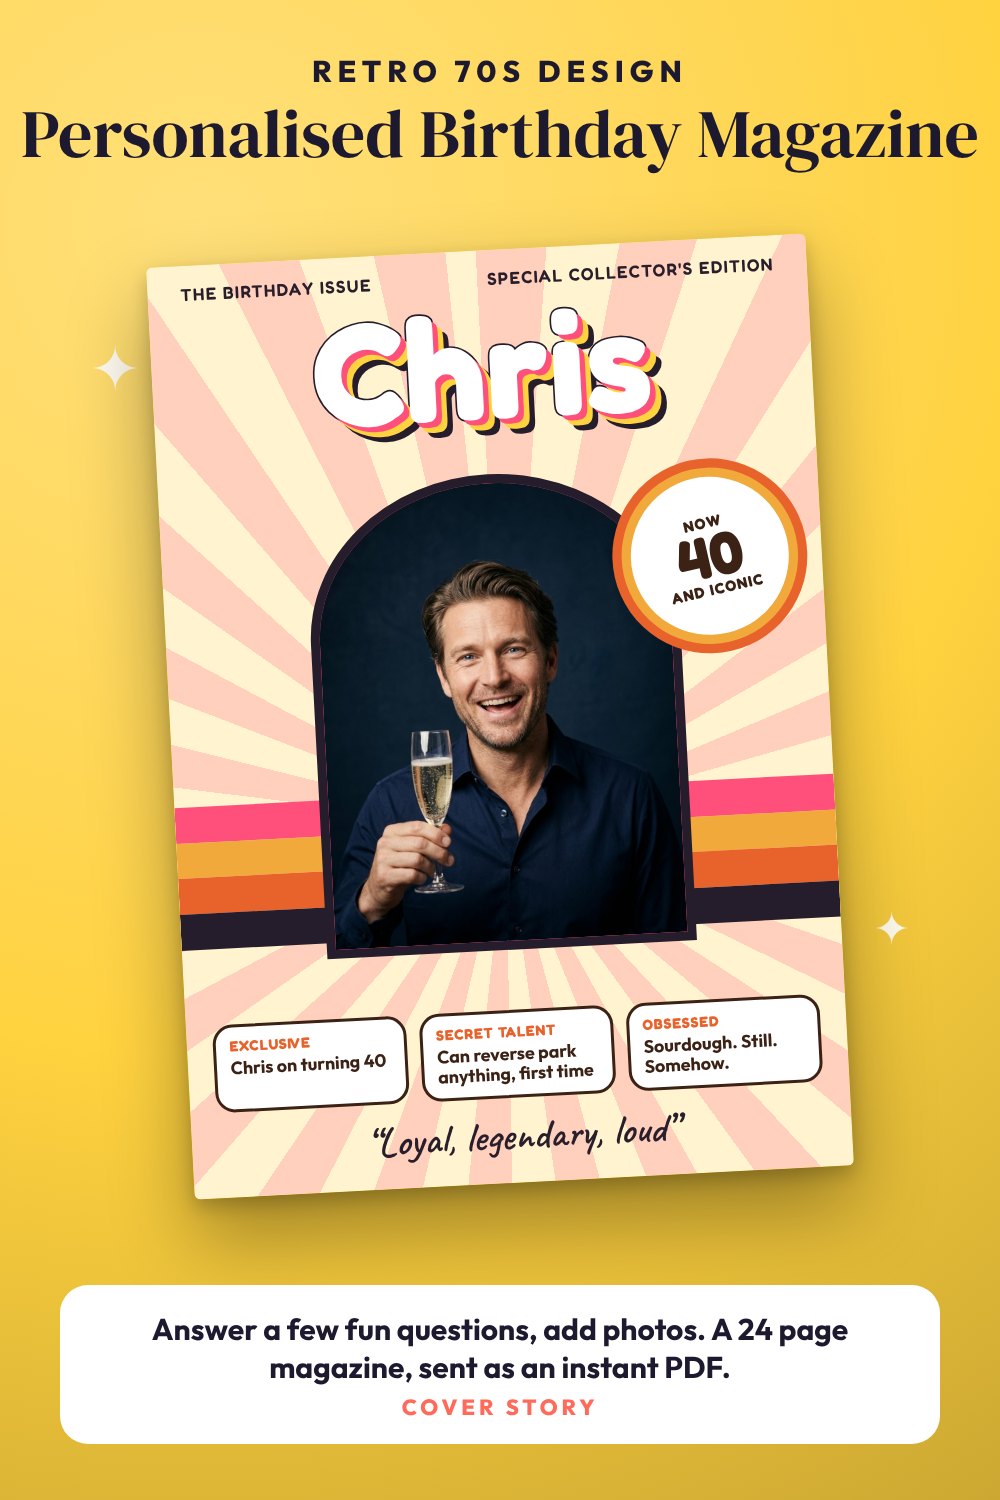 RETRO 70S DESIGN
Personalised Birthday Magazine
THE BIRTHDAY ISSUE
SPECIAL COLLECTOR'S EDITION
Chris
NOW
40
AND ICONIC
EXCLUSIVE
Chris on turning 40
SECRET TALENT
Can reverse park
anything, first time
OBSESSED
Sourdough. Still.
Somehow.
“Loyal, legendary, loud”
Answer a few fun questions, add photos. A 24 page
magazine, sent as an instant PDF.
COVER STORY